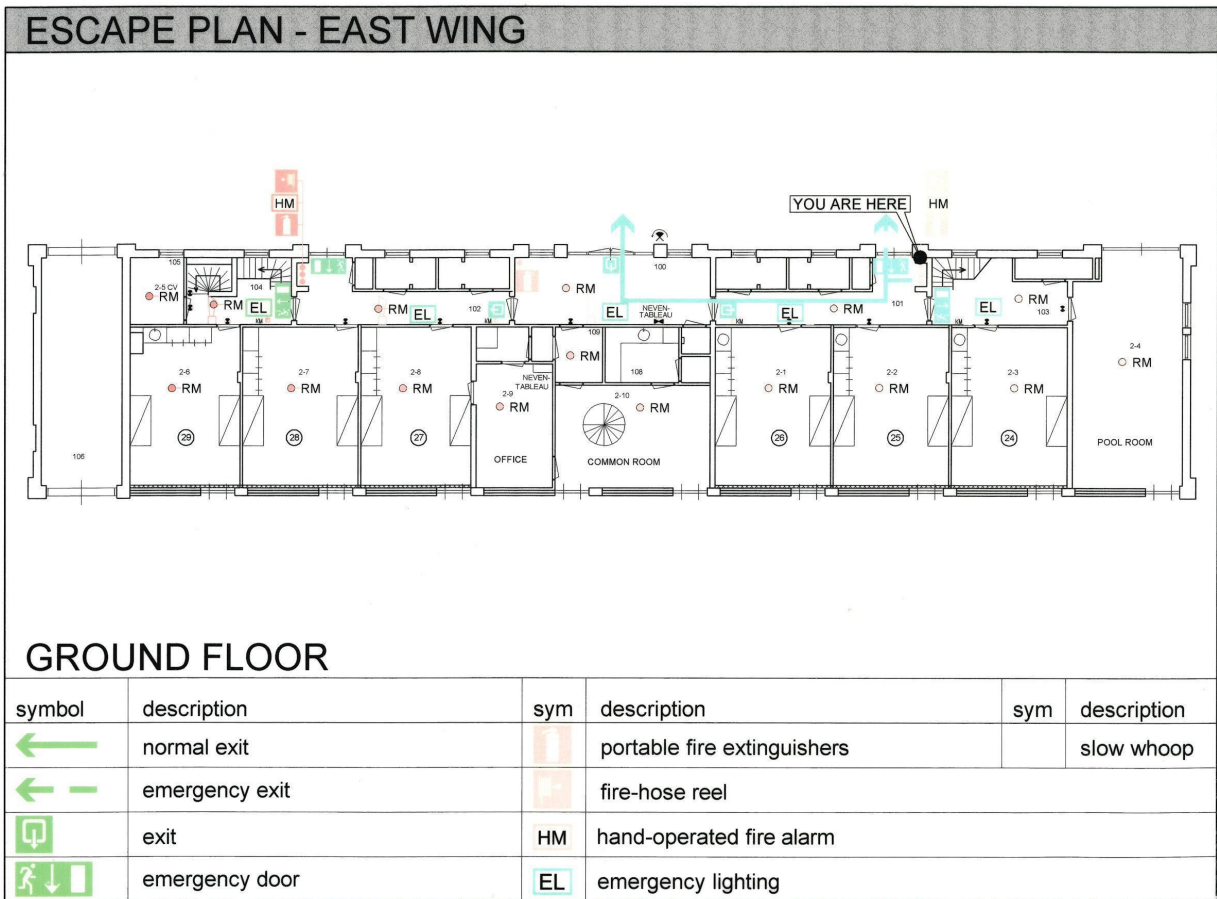 ESCAPE PLAN - EAST WING
HM
YOU ARE HERE
HM
105
2-5 CV
RM
104
RM
EL
KM
RM
EL
102
RM
100
EL
NEVEN-
TABLEAU
KM
EL
RM
101
KM
EL
RM
103
109
RM
108
2-4
RM
2-6
RM
2-7
RM
2-8
RM
NEVEN-
TABLEAU
2-9
RM
2-10
RM
2-1
RM
2-2
RM
2-3
RM
29
28
27
26
25
24
106
OFFICE
COMMON ROOM
POOL ROOM
GROUND FLOOR
symbol description sym description sym description
normal exit portable fire extinguishers slow whoop
emergency exit fire-hose reel
exit HM hand-operated fire alarm
emergency door EL emergency lighting